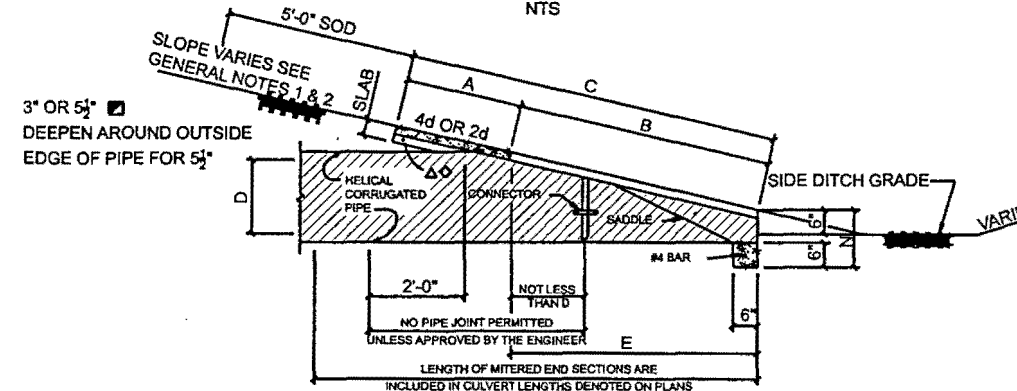 NTS
5'-0" SOD
SLOPE VARIES SEE
GENERAL NOTES 1 & 2
SLAB
A
C
B
4d OR 2d
3" OR 5½"
DEEPEN AROUND OUTSIDE
EDGE OF PIPE FOR 5½"
D
HELICAL
CORRUGATED
PIPE
CONNECTOR
SADDLE
SIDE DITCH GRADE
6"
N
6"
#4 BAR
2'-0"
NOT LESS
THAN D
6"
NO PIPE JOINT PERMITTED
UNLESS APPROVED BY THE ENGINEER
E
LENGTH OF MITERED END SECTIONS ARE
INCLUDED IN CULVERT LENGTHS DENOTED ON PLANS